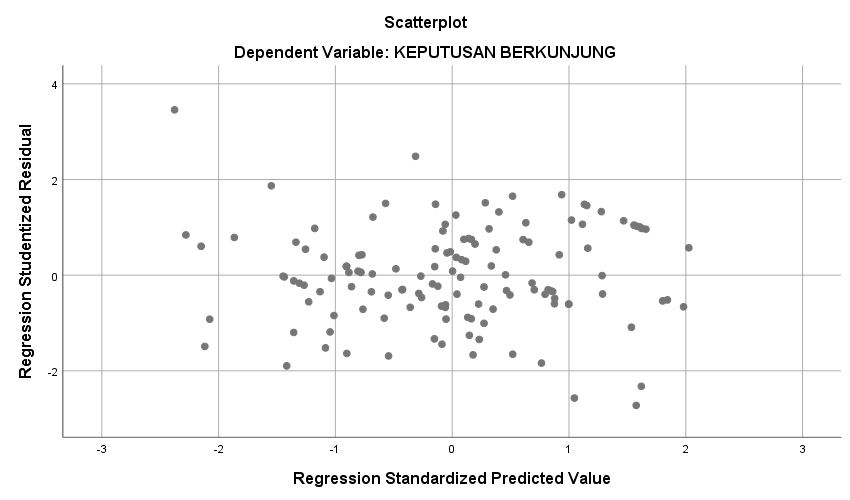 Scatterplot
Dependent Variable: KEPUTUSAN BERKUNJUNG
Regression Studentized Residual
4
2
0
-2
-3 -2 -1 0 1 2 3
Regression Standardized Predicted Value